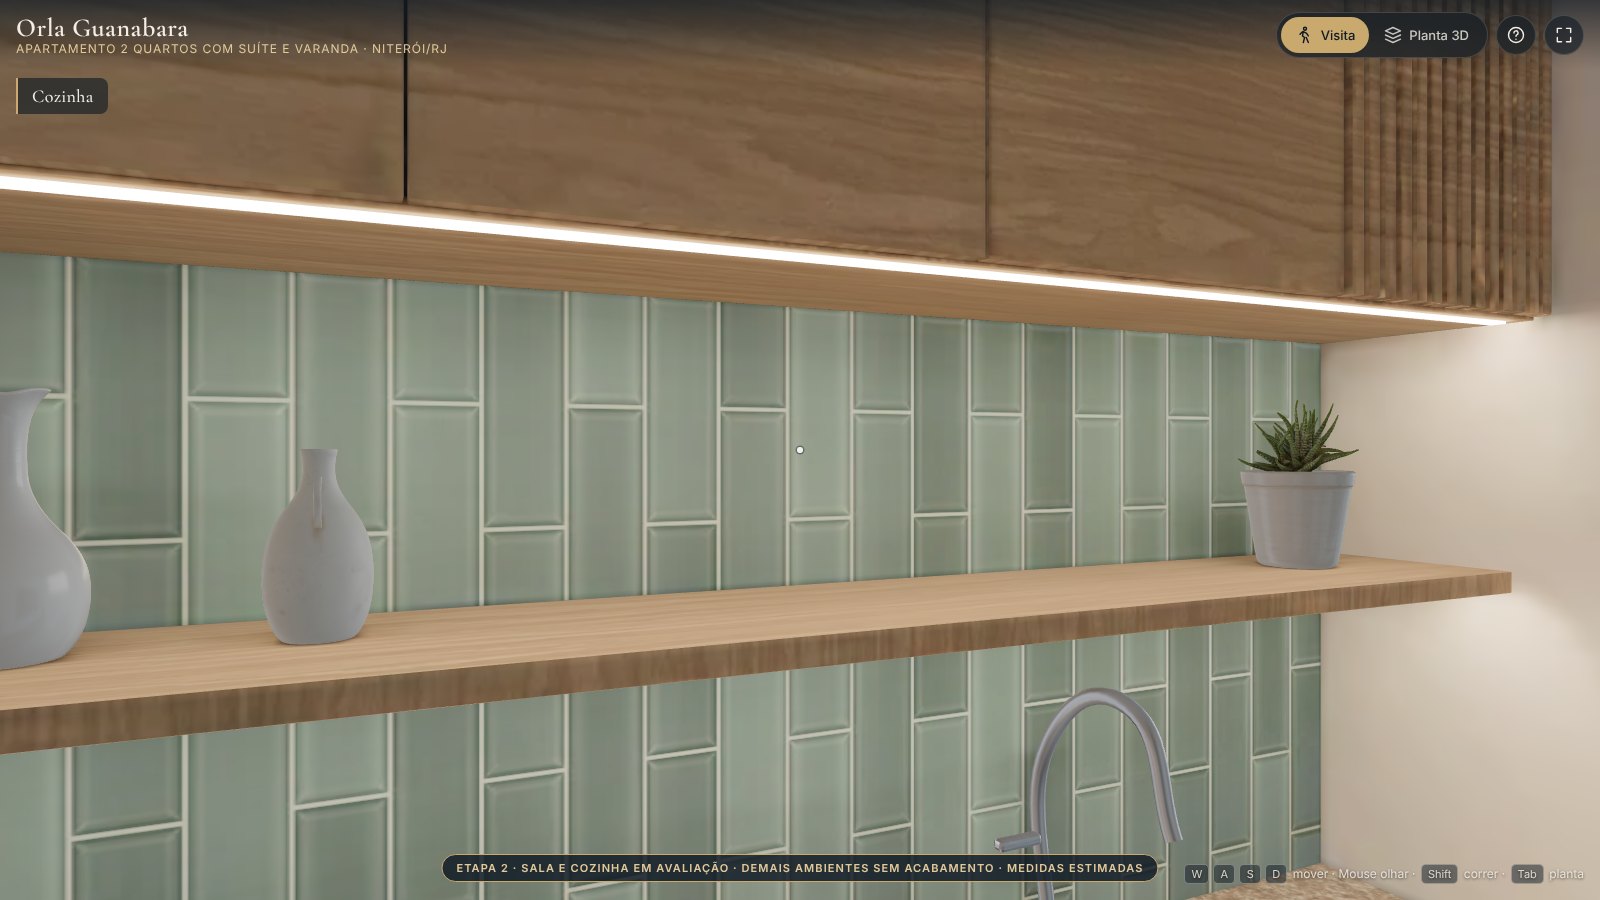 Orla Guanabara
APARTAMENTO 2 QUARTOS COM SUÍTE E VARANDA · NITERÓI/RJ
Visita
Planta 3D
Cozinha
ETAPA 2 · SALA E COZINHA EM AVALIAÇÃO · DEMAIS AMBIENTES SEM ACABAMENTO · MEDIDAS ESTIMADAS
W A S D mover · Mouse olhar · Shift correr · Tab planta